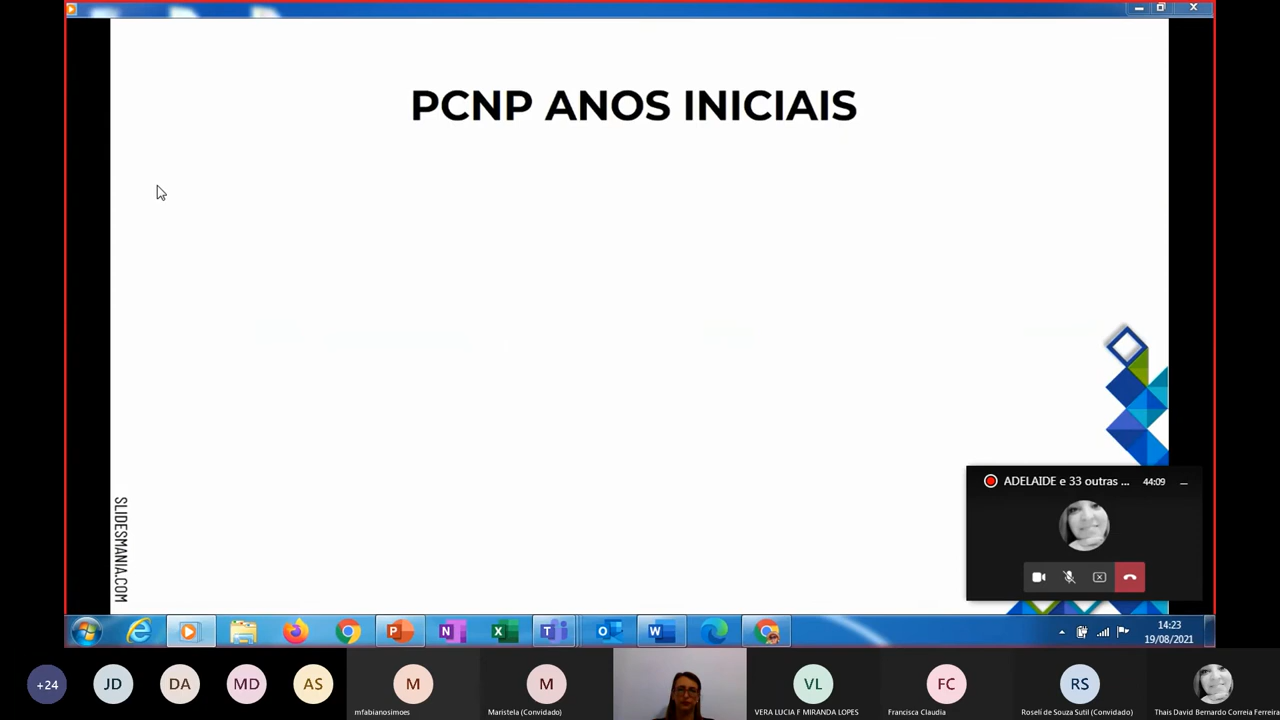 PCNP ANOS INICIAIS
SLIDESMANIA.COM
ADELAIDE e 33 outras ...
44:09
14:23
19/08/2021
+24
JD
DA
MD
AS
M
mfabianosimoes
M
Maristela (Convidado)
VL
VERA LUCIA F MIRANDA LOPES
FC
Francisca Claudia
RS
Roseli de Souza Sutil (Convidado)
Thais David Bernardo Correia Ferreira